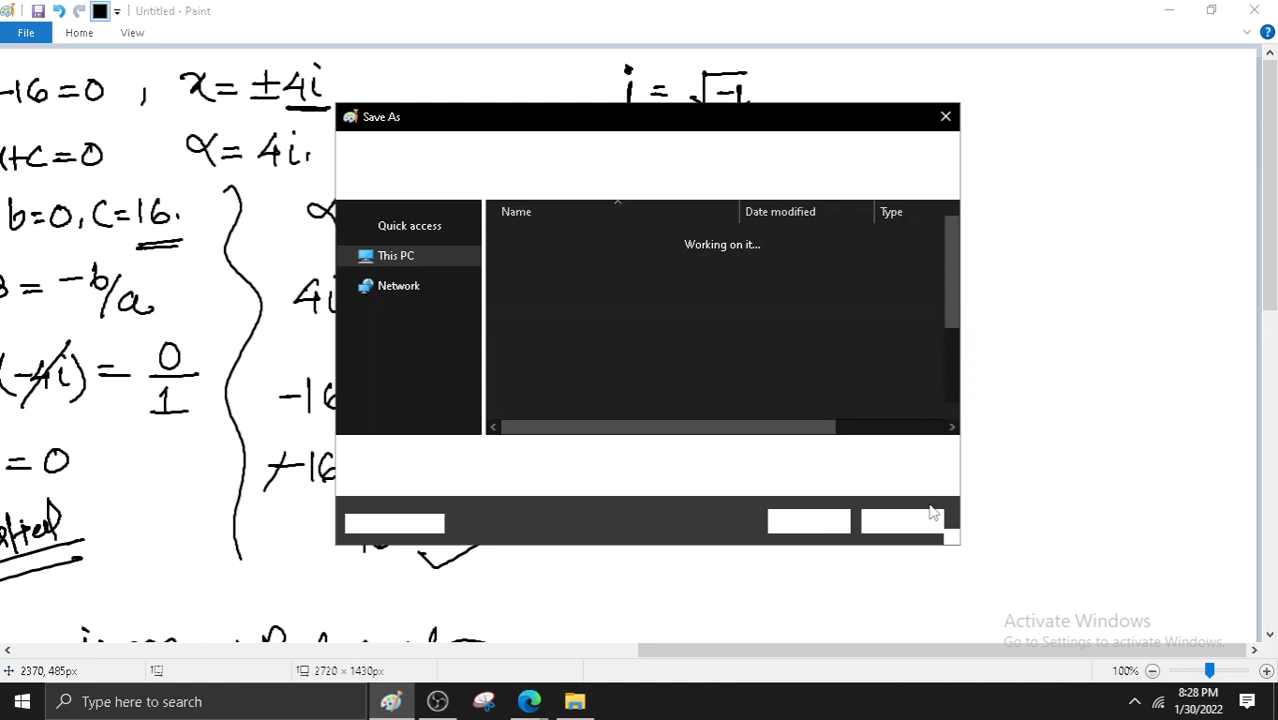 Untitled - Paint
File Home View
-16=0 , x= ±4i
i = √-1
x+c=0 α= 4i.
b=0, c=16.
α
= -b/a
4i
(-4i) = 0/1
-16
= 0
+16
Save As
Quick access
This PC
Network
Name Date modified Type
Working on it...
Activate Windows
Go to Settings to activate Windows.
2370, 485px
2720 × 1430px
100%
Type here to search
8:28 PM
1/30/2022